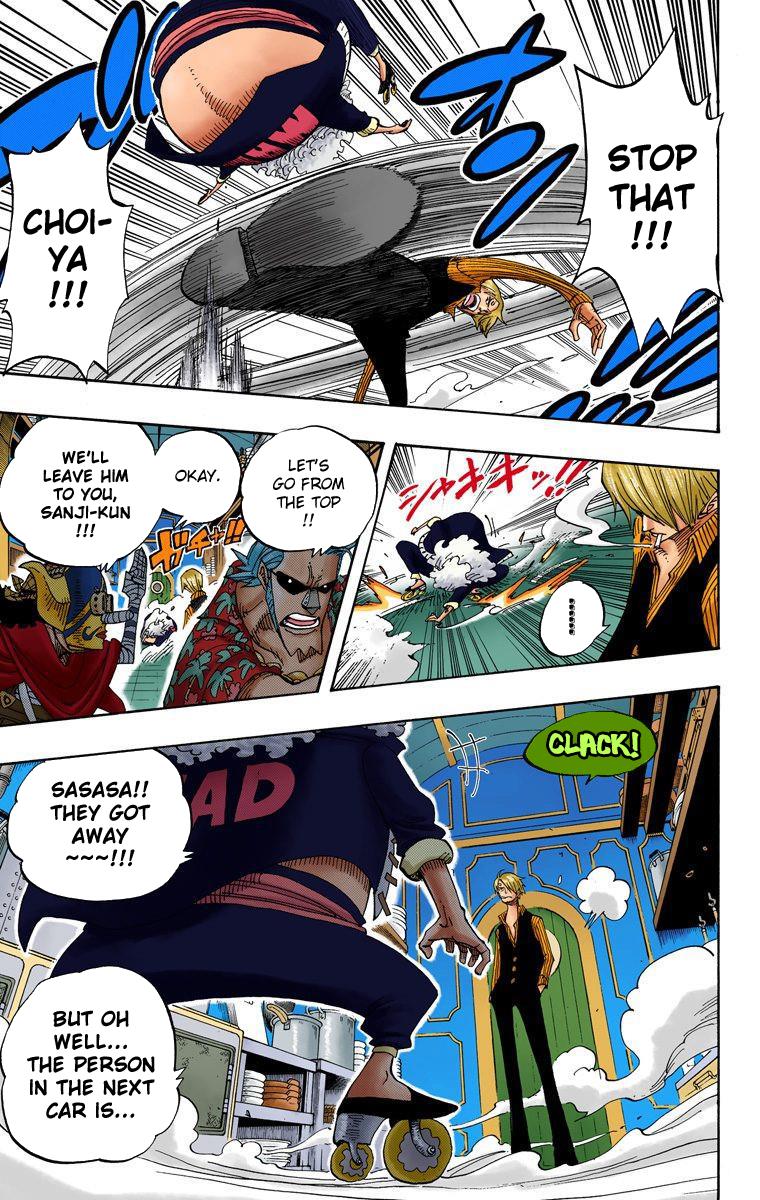 STOP
THAT
!!!
CHOI-
YA
!!!
シャキキッ!!
!!!!!!!
LET'S
GO FROM
THE TOP
!!
OKAY.
WE'LL
LEAVE HIM
TO YOU,
SANJI-KUN
!!!
CLACK!
SASASA!!
THEY GOT
AWAY
~~~!!!
AD
BUT OH
WELL...
THE PERSON
IN THE NEXT
CAR IS...